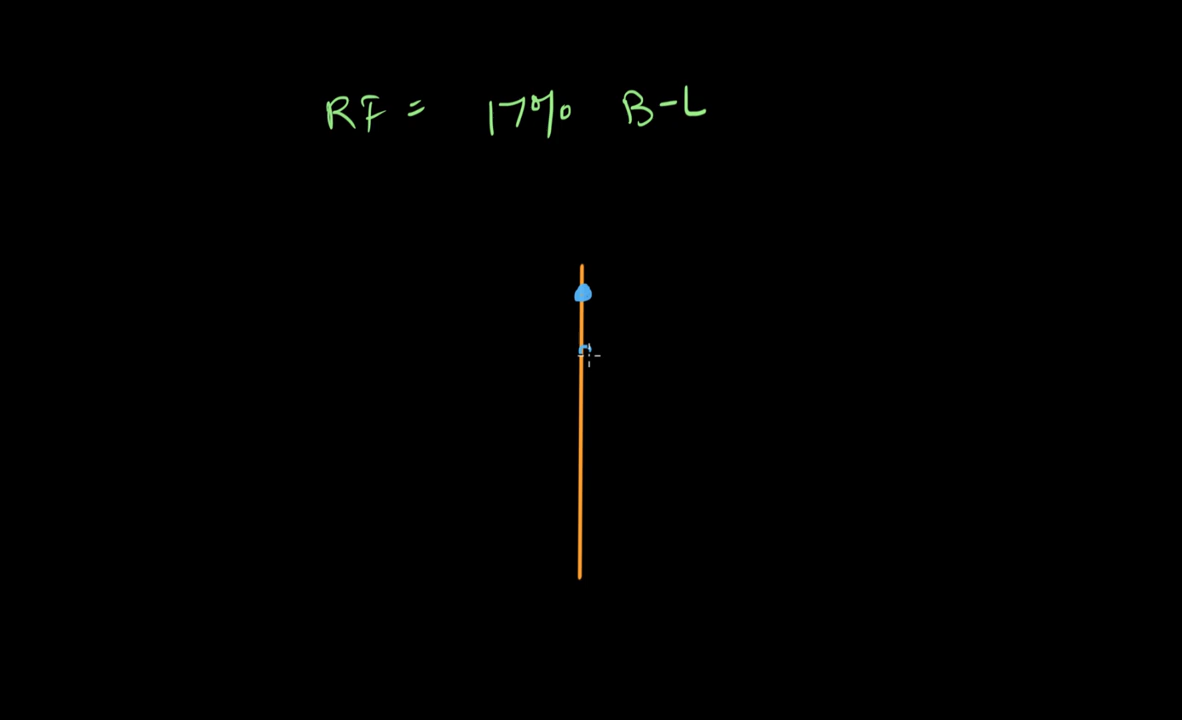 RF = 17% B-L